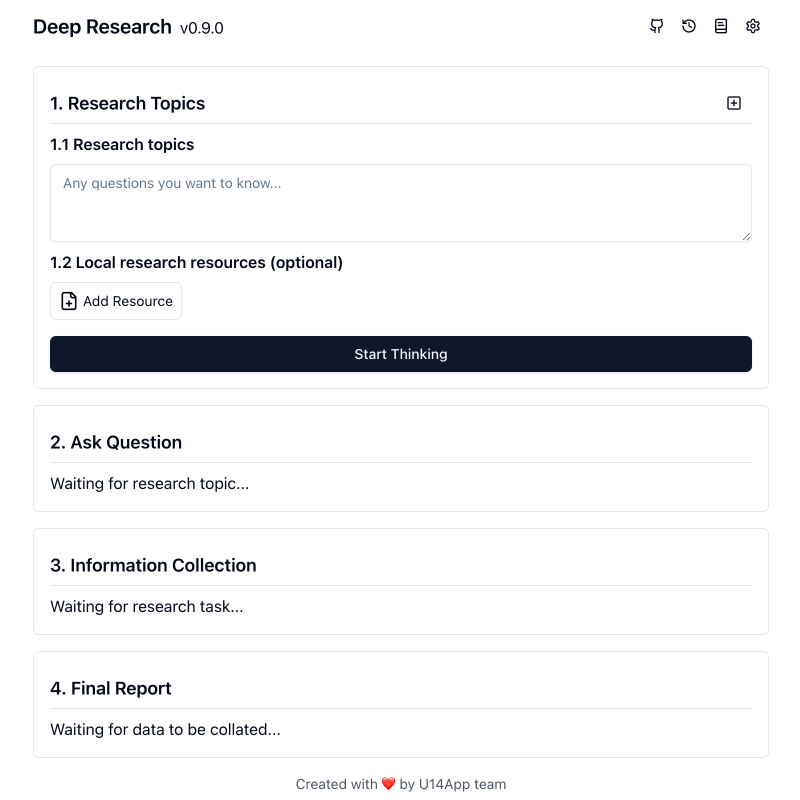 Deep Research v0.9.0
1. Research Topics
1.1 Research topics
Any questions you want to know...
1.2 Local research resources (optional)
Add Resource
Start Thinking
2. Ask Question
Waiting for research topic...
3. Information Collection
Waiting for research task...
4. Final Report
Waiting for data to be collated...
Created with ❤️ by U14App team